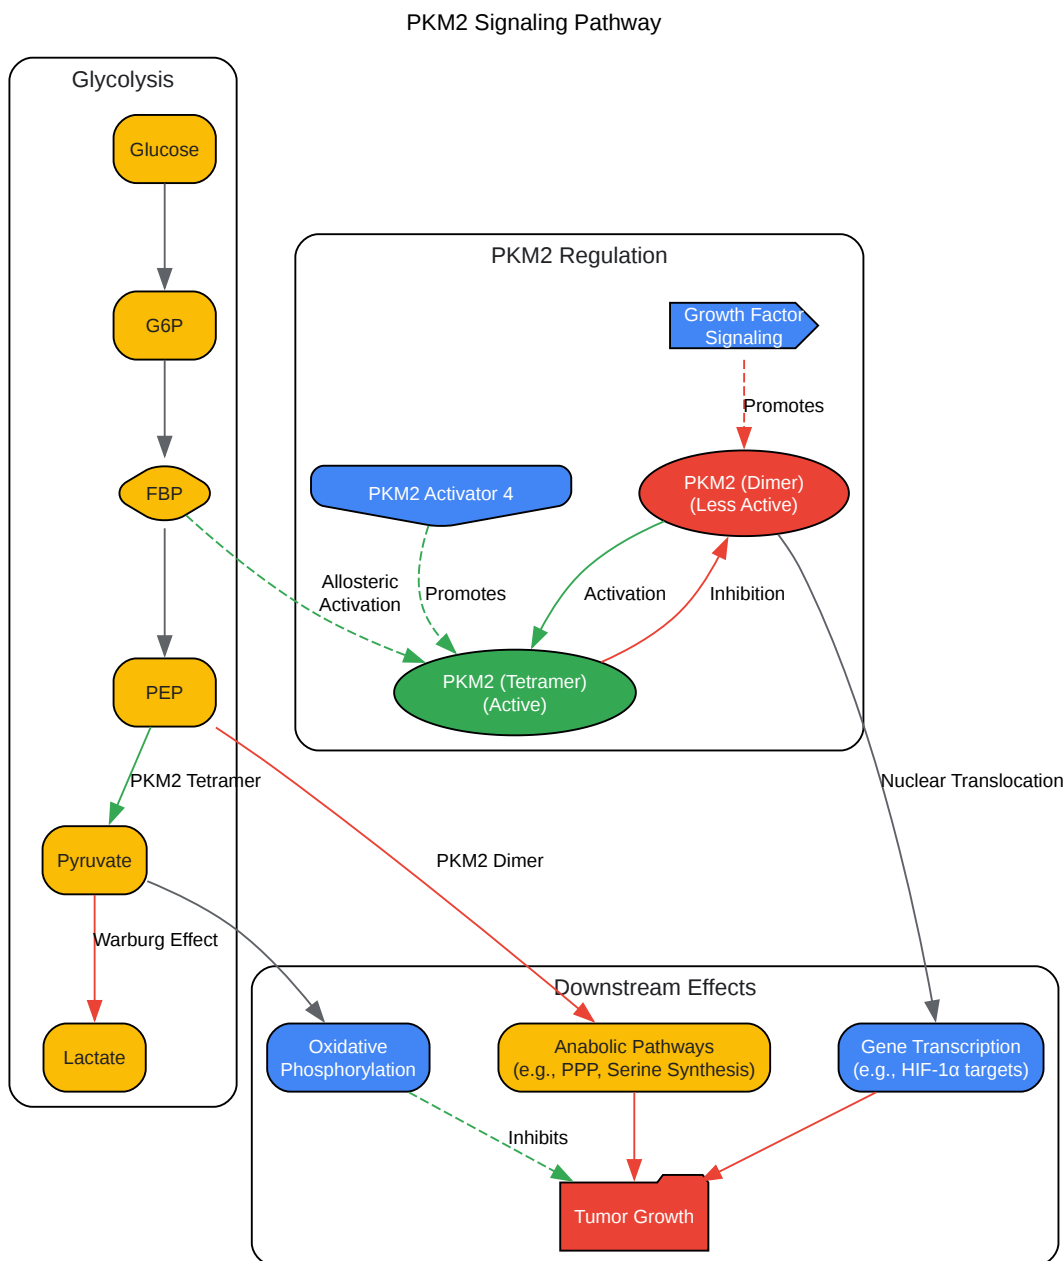 PKM2 Signaling Pathway
Glycolysis
Glucose
G6P
FBP
PEP
PKM2 Tetramer
Pyruvate
Warburg Effect
Lactate
PKM2 Regulation
Growth Factor
Signaling
Promotes
PKM2 Activator 4
PKM2 (Dimer)
(Less Active)
Allosteric
Activation
Promotes
Activation
Inhibition
PKM2 (Tetramer)
(Active)
Nuclear Translocation
PKM2 Dimer
Downstream Effects
Oxidative
Phosphorylation
Anabolic Pathways
(e.g., PPP, Serine Synthesis)
Gene Transcription
(e.g., HIF-1α targets)
Inhibits
Tumor Growth